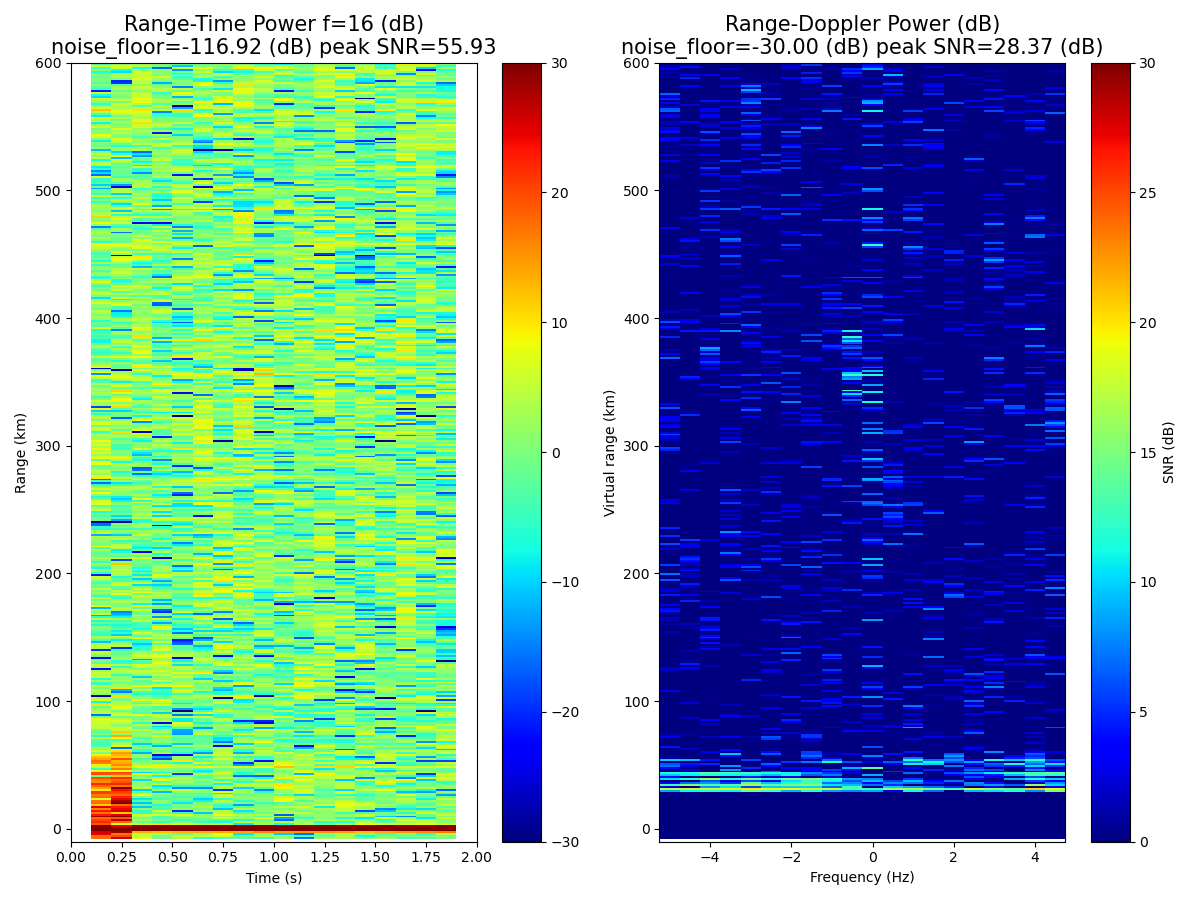 Range-Time Power f=16 (dB)
noise_floor=-116.92 (dB) peak SNR=55.93
600
500
400
300
200
100
0
Range (km)
0.00 0.25 0.50 0.75 1.00 1.25 1.50 1.75 2.00
Time (s)
30
20
10
0
−10
−20
−30
Range-Doppler Power (dB)
noise_floor=-30.00 (dB) peak SNR=28.37 (dB)
600
500
400
300
200
100
0
Virtual range (km)
−4 −2 0 2 4
Frequency (Hz)
30
25
20
15
10
5
0
SNR (dB)